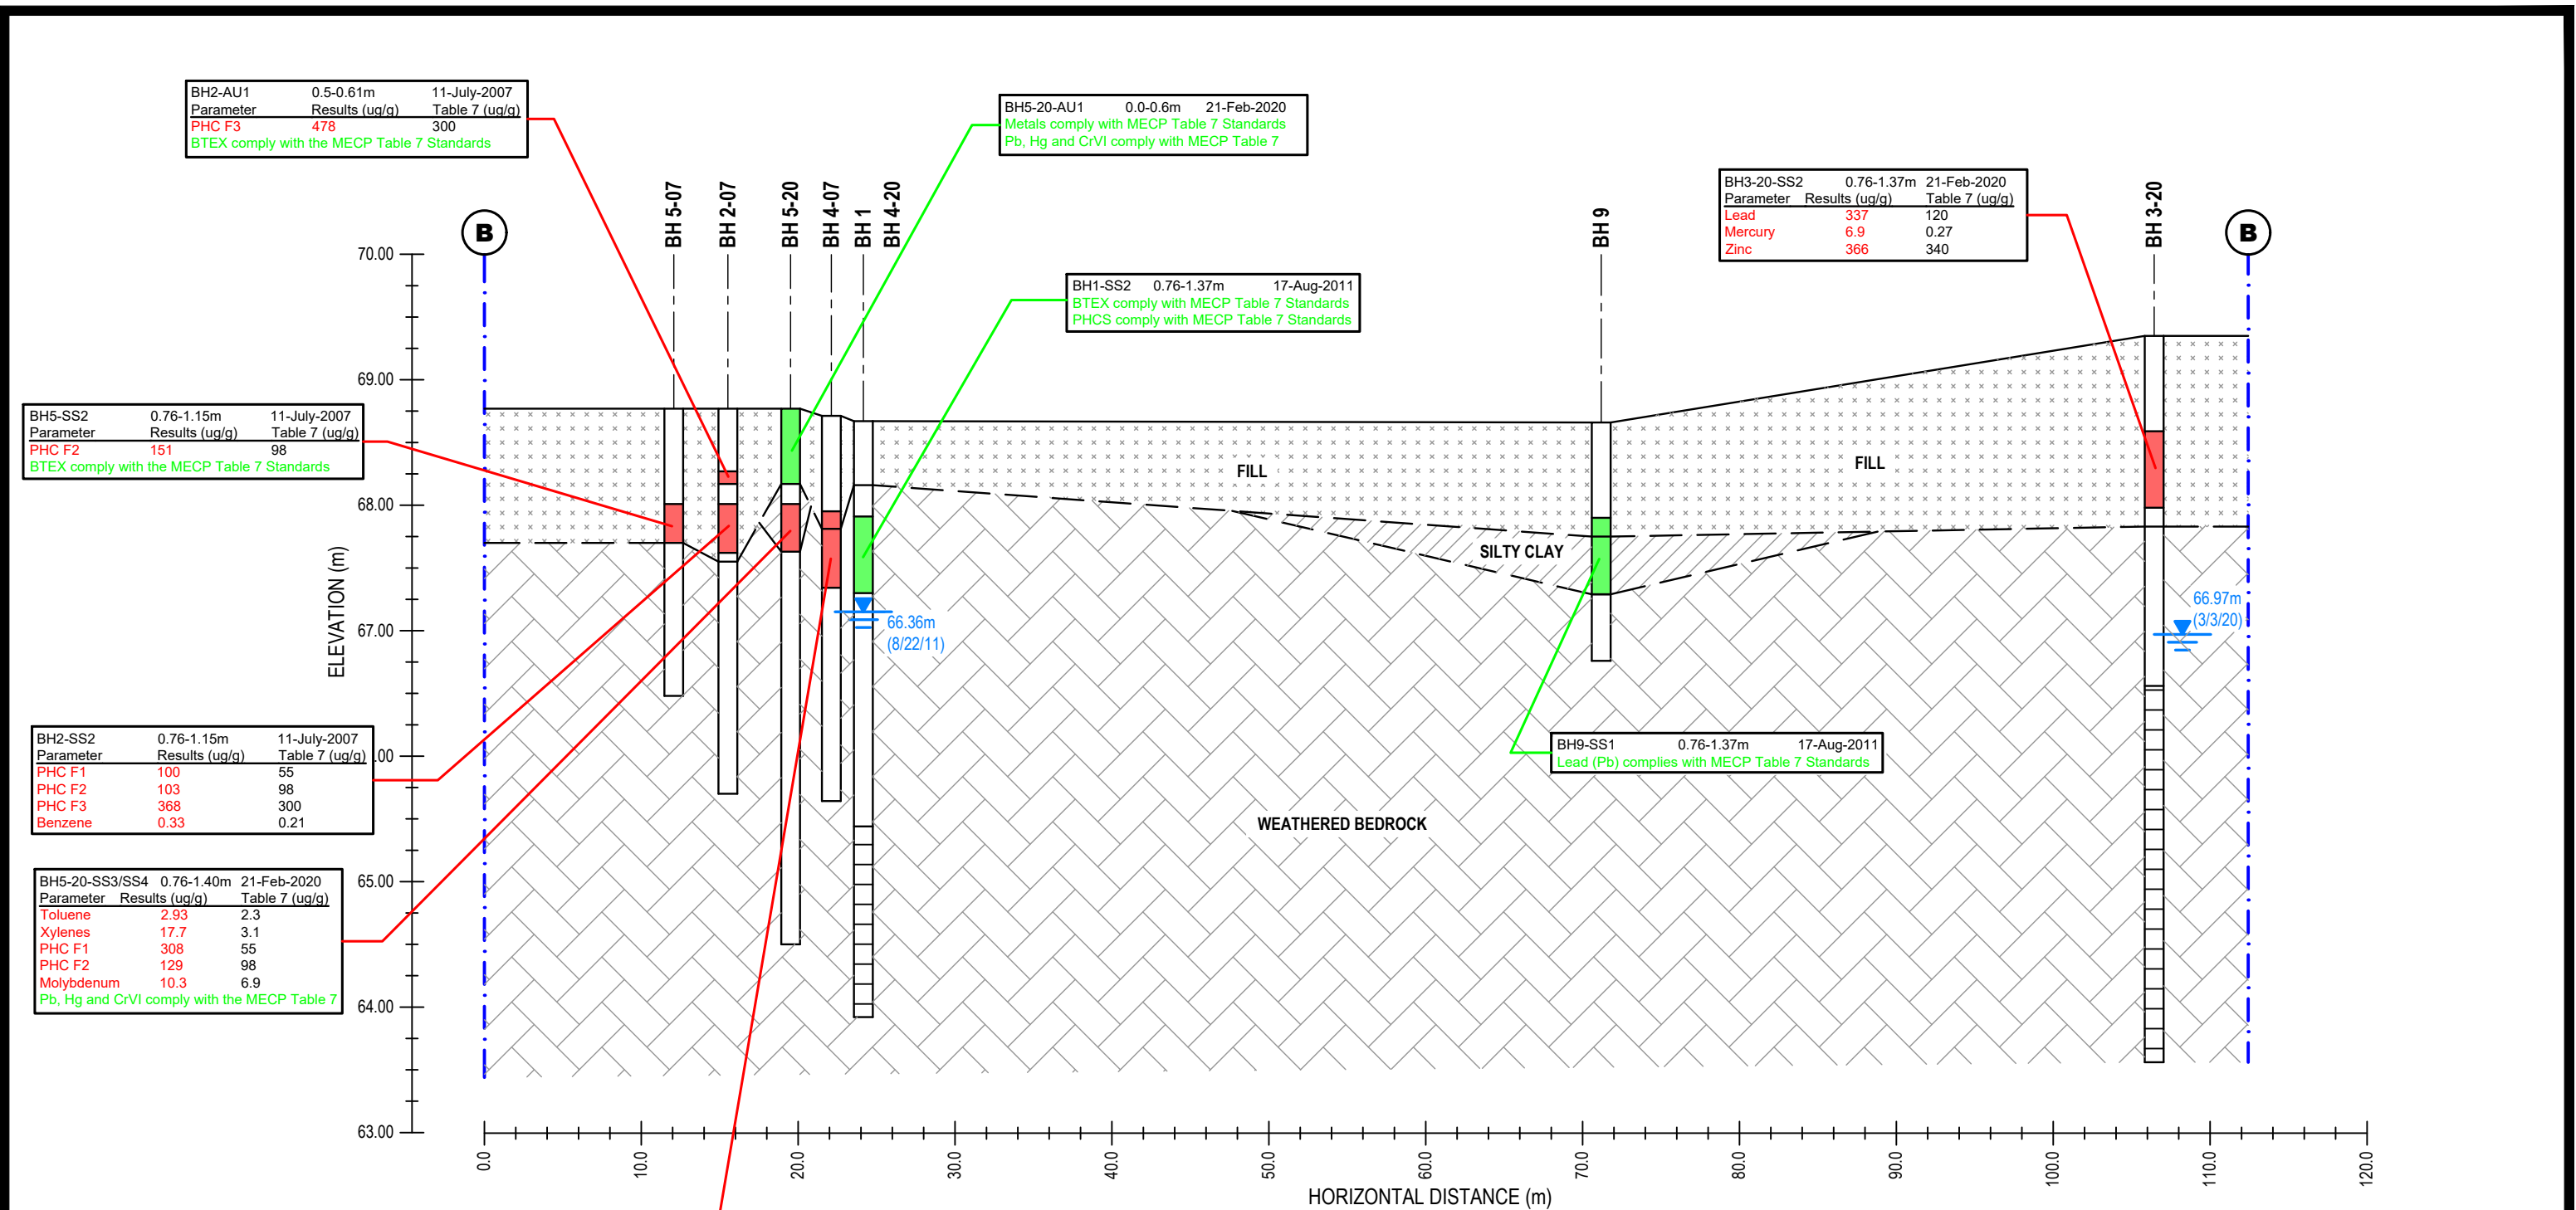 BH2-AU1 0.5-0.61m 11-July-2007
Parameter Results (ug/g) Table 7 (ug/g)
PHC F3 478 300
BTEX comply with the MECP Table 7 Standards
BH5-20-AU1 0.0-0.6m 21-Feb-2020
Metals comply with MECP Table 7 Standards
Pb, Hg and CrVI comply with MECP Table 7
BH3-20-SS2 0.76-1.37m 21-Feb-2020
Parameter Results (ug/g) Table 7 (ug/g)
Lead 337 120
Mercury 6.9 0.27
Zinc 366 340
BH1-SS2 0.76-1.37m 17-Aug-2011
BTEX comply with MECP Table 7 Standards
PHCS comply with MECP Table 7 Standards
B
BH 5-07
BH 2-07
BH 5-20
BH 4-07
BH 1
BH 4-20
BH 9
BH 3-20
B
BH5-SS2 0.76-1.15m 11-July-2007
Parameter Results (ug/g) Table 7 (ug/g)
PHC F2 151 98
BTEX comply with the MECP Table 7 Standards
BH2-SS2 0.76-1.15m 11-July-2007
Parameter Results (ug/g) Table 7 (ug/g)
PHC F1 100 55
PHC F2 103 98
PHC F3 368 300
Benzene 0.33 0.21
BH5-20-SS3/SS4 0.76-1.40m 21-Feb-2020
Parameter Results (ug/g) Table 7 (ug/g)
Toluene 2.93 2.3
Xylenes 17.7 3.1
PHC F1 308 55
PHC F2 129 98
Molybdenum 10.3 6.9
Pb, Hg and CrVI comply with the MECP Table 7
ELEVATION (m)
70.00
69.00
68.00
67.00
.00
65.00
64.00
63.00
FILL
FILL
SILTY CLAY
WEATHERED BEDROCK
66.36m
(8/22/11)
66.97m
(3/3/20)
BH9-SS1 0.76-1.37m 17-Aug-2011
Lead (Pb) complies with MECP Table 7 Standards
0.0
10.0
20.0
30.0
40.0
50.0
60.0
70.0
80.0
90.0
100.0
110.0
120.0
HORIZONTAL DISTANCE (m)